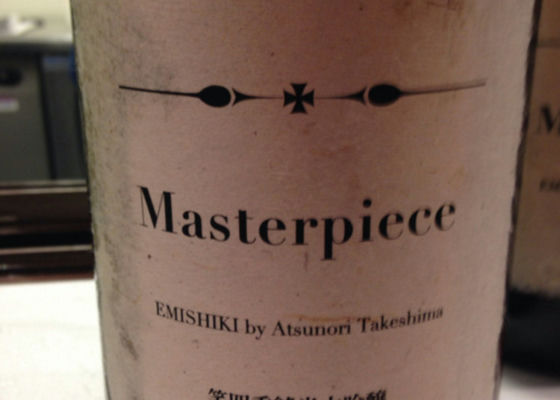 Masterpiece
EMISHIKI by Atsunori Takeshima